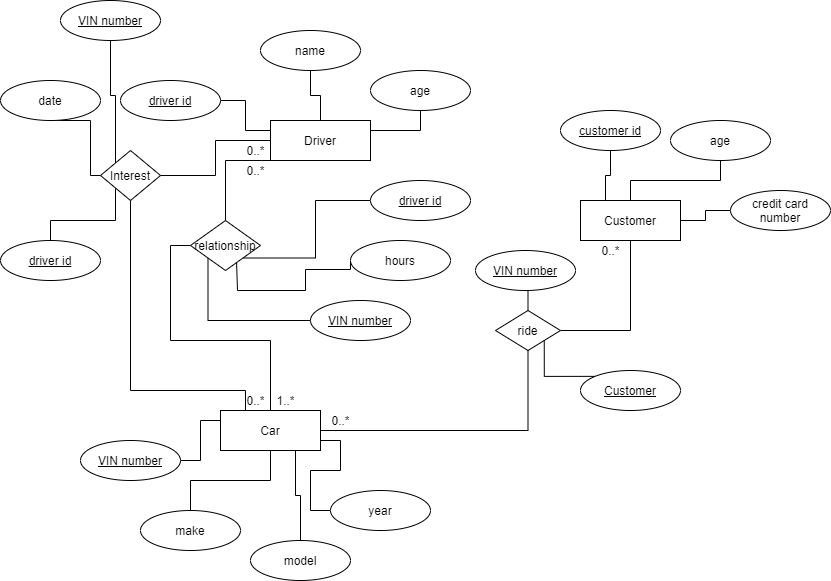 VIN number
name
date
driver id
age
customer id
age
Driver
0..*
0..*
Interest
driver id
credit card
number
Customer
relationship
0..*
driver id
hours
VIN number
VIN number
ride
Customer
0..*
1..*
0..*
Car
VIN number
year
make
model